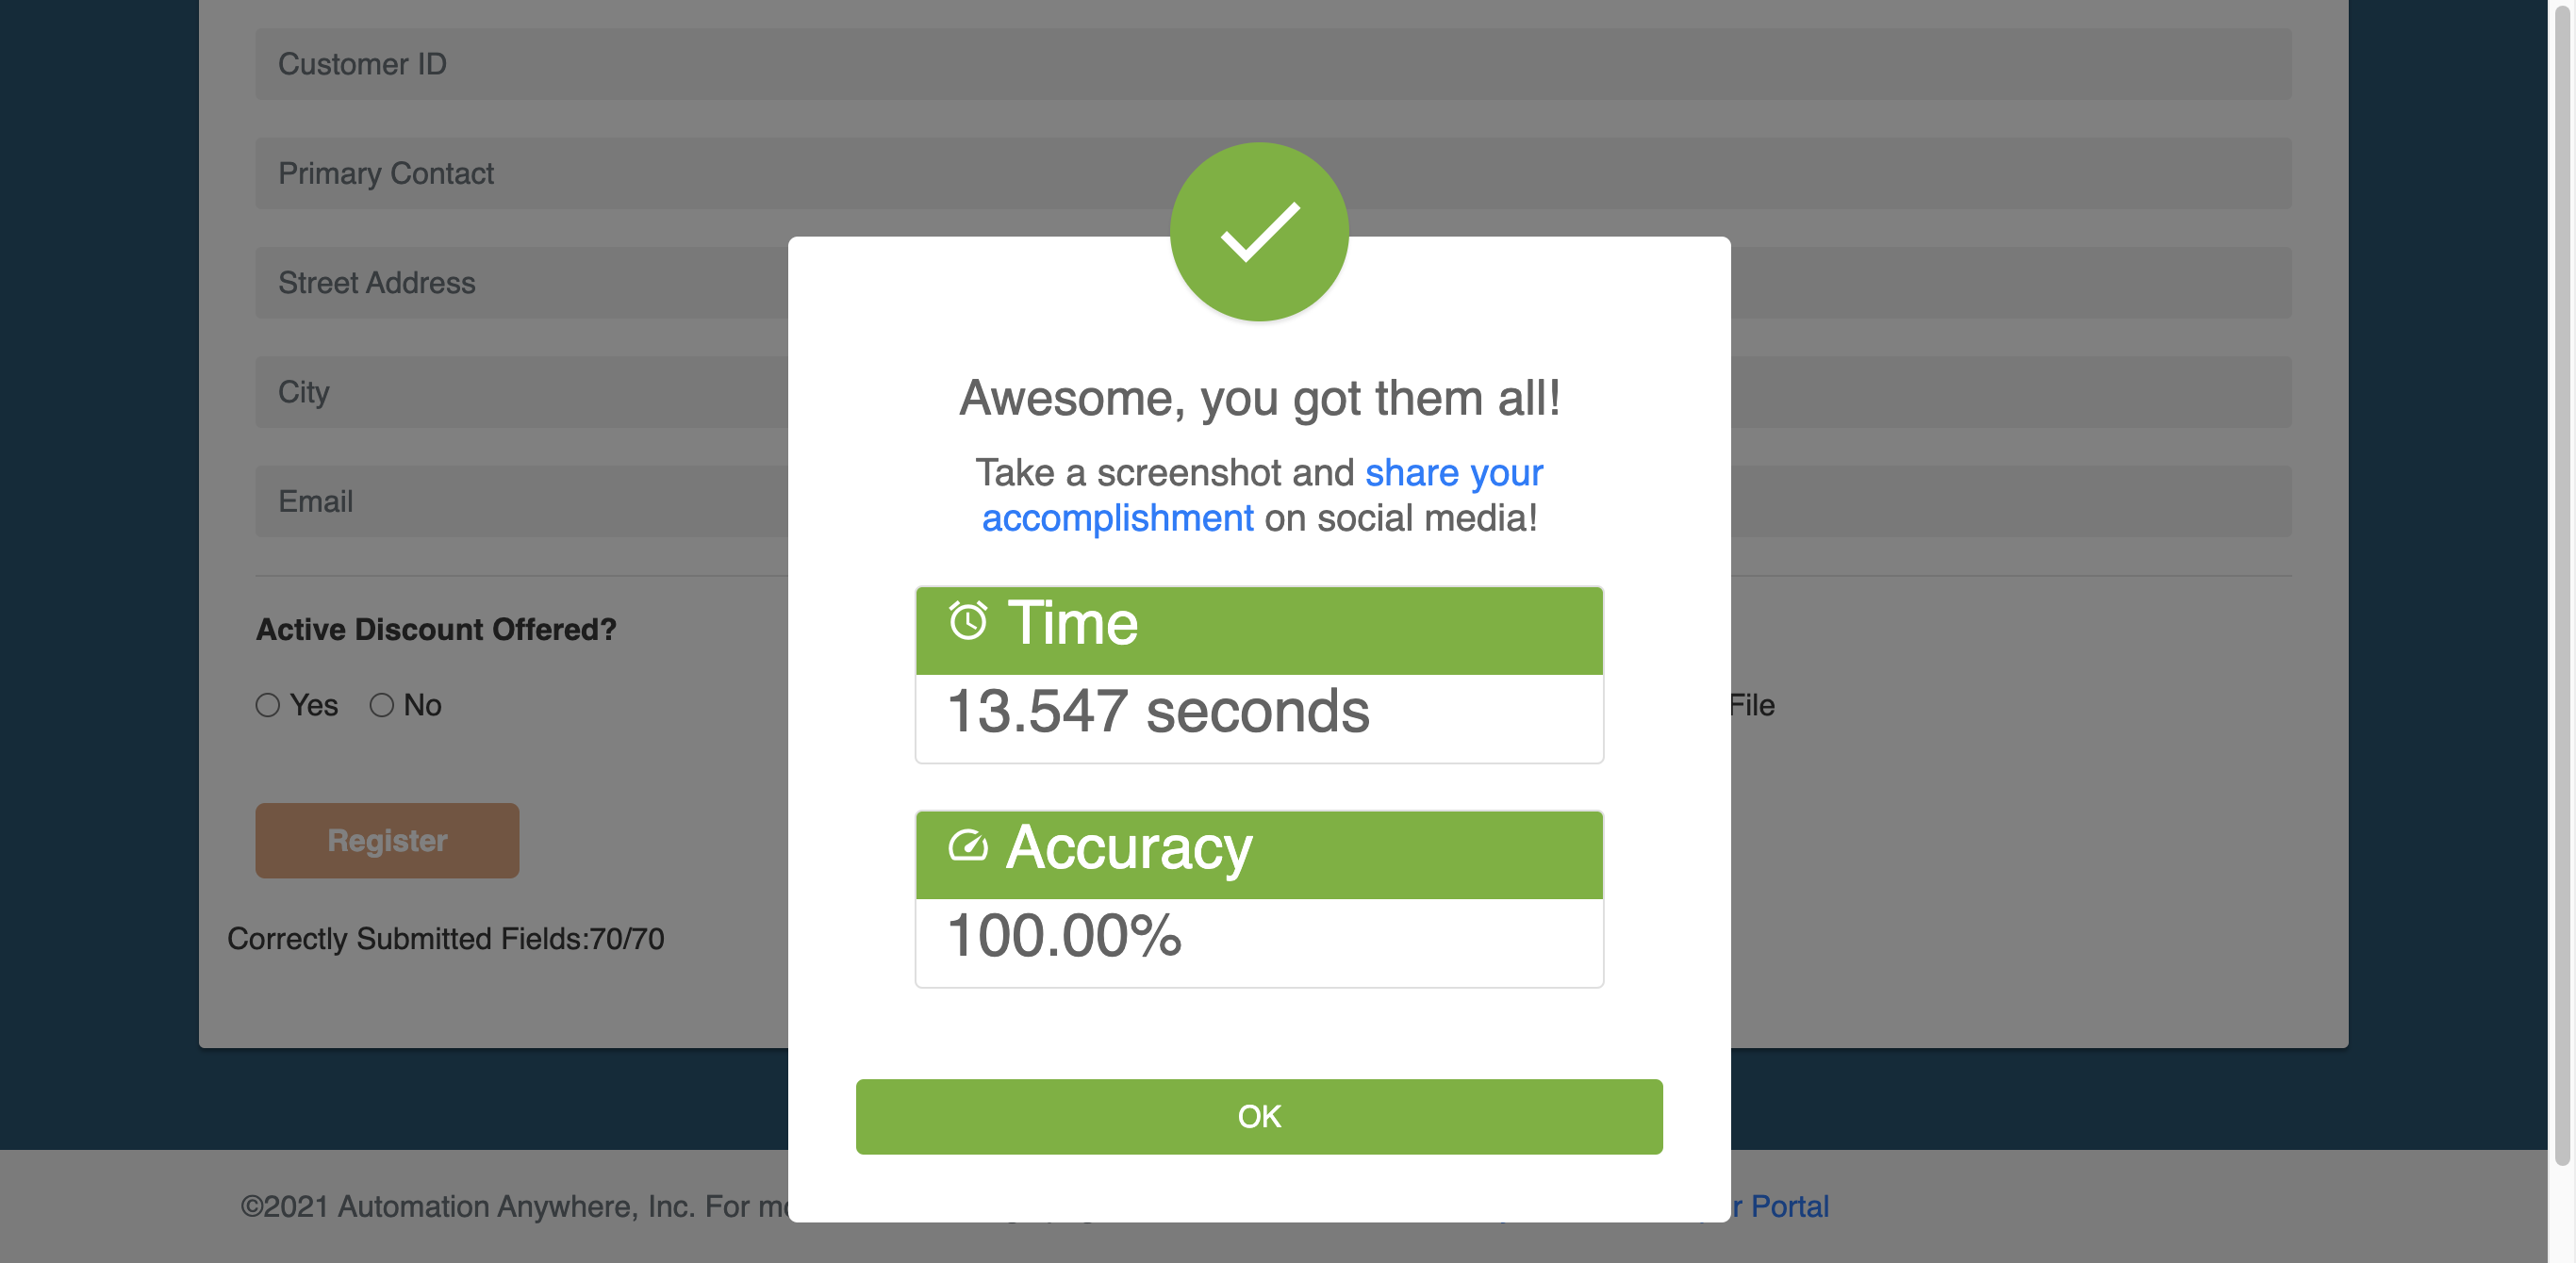 Customer ID
Primary Contact
Street Address
City
Email
Active Discount Offered?
Yes No
File
Register
Correctly Submitted Fields:70/70
Awesome, you got them all!
Take a screenshot and share your
accomplishment on social media!
Time
13.547 seconds
Accuracy
100.00%
OK
©2021 Automation Anywhere, Inc. For
Portal